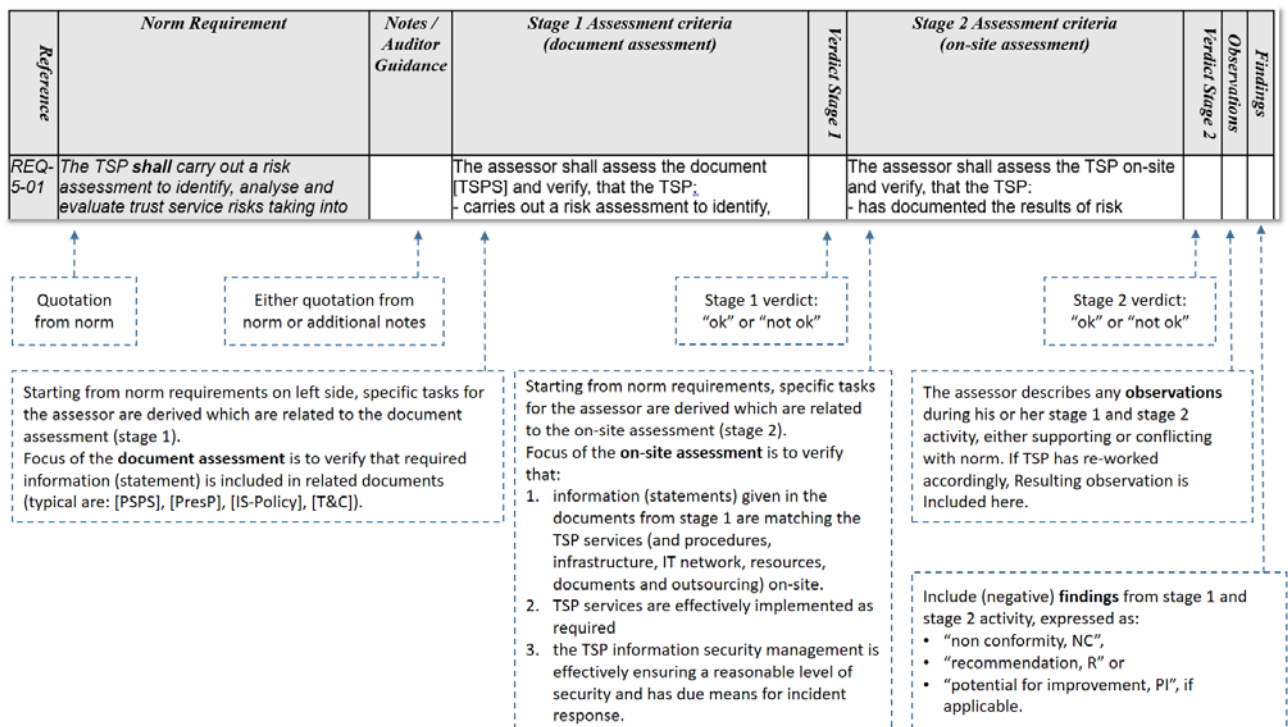 Reference
Norm Requirement
Notes /
Auditor
Guidance
Stage 1 Assessment criteria
(document assessment)
Verdict Stage 1
Stage 2 Assessment criteria
(on-site assessment)
Verdict Stage 2
Observations
Findings
REQ-
5-01
The TSP shall carry out a risk
assessment to identify, analyse and
evaluate trust service risks taking into
The assessor shall assess the document
[TSPS] and verify, that the TSP:
- carries out a risk assessment to identify,
The assessor shall assess the TSP on-site
and verify, that the TSP:
- has documented the results of risk
Quotation
from norm
Either quotation from
norm or additional notes
Stage 1 verdict:
“ok” or “not ok”
Stage 2 verdict:
“ok” or “not ok”
Starting from norm requirements on left side, specific tasks for
the assessor are derived which are related to the document
assessment (stage 1).
Focus of the document assessment is to verify that required
information (statement) is included in related documents
(typical are: [PSPS], [PresP], [IS-Policy], [T&C]).
Starting from norm requirements, specific tasks
for the assessor are derived which are related
to the on-site assessment (stage 2).
Focus of the on-site assessment is to verify
that:
1. information (statements) given in the
documents from stage 1 are matching the
TSP services (and procedures,
infrastructure, IT network, resources,
documents and outsourcing) on-site.
2. TSP services are effectively implemented as
required
3. the TSP information security management is
effectively ensuring a reasonable level of
security and has due means for incident
response.
The assessor describes any observations
during his or her stage 1 and stage 2
activity, either supporting or conflicting
with norm. If TSP has re-worked
accordingly, Resulting observation is
Included here.
Include (negative) findings from stage 1 and
stage 2 activity, expressed as:
• “non conformity, NC”,
• “recommendation, R” or
• “potential for improvement, PI”, if
applicable.